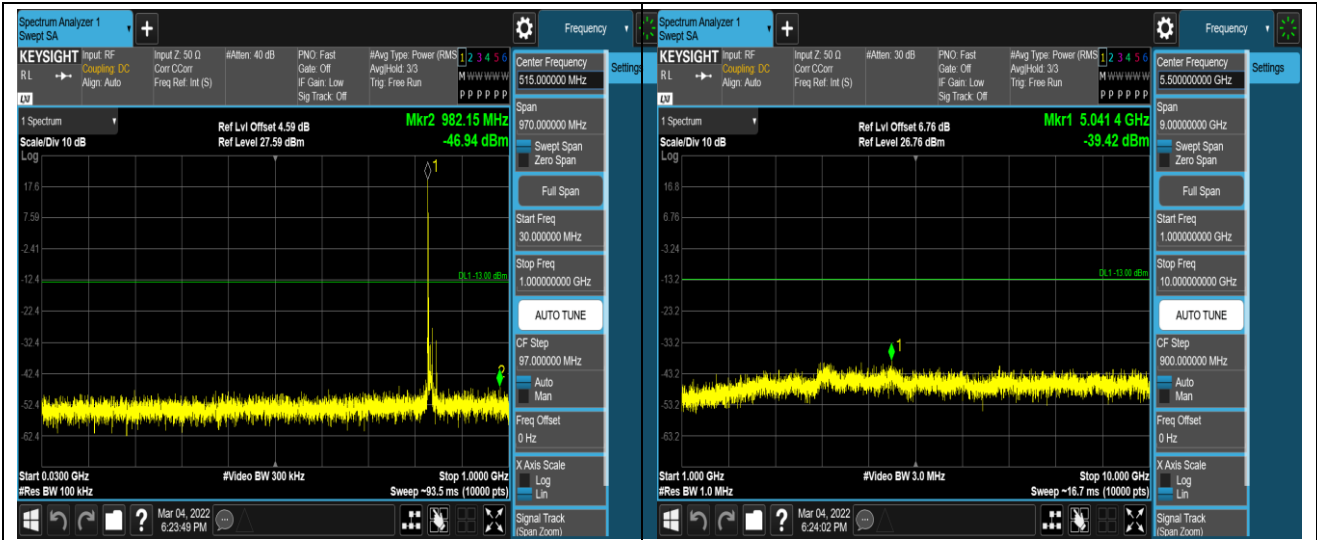 Spectrum Analyzer 1
Swept SA
+
Frequency
KEYSIGHT Input: RF Input Z: 50 Ω #Atten: 40 dB PNO: Fast #Avg Type: Power (RMS 1 2 3 4 5 6
RL Coupling: DC Corr CCorr Gate: Off Avg|Hold: 3/3 M W W W W W
Align: Auto Freq Ref: Int (S) IF Gain: Low Trig: Free Run
LXI Sig Track: Off P P P P P P
1 Spectrum
Ref Lvl Offset 4.59 dB Mkr2 982.15 MHz
Scale/Div 10 dB Ref Level 27.59 dBm -46.94 dBm
Log
1
17.6
7.59
-2.41
-12.4
DL1 -13.00 dBm
-22.4
-32.4
-42.4
2
-52.4
-62.4
Start 0.0300 GHz #Video BW 300 kHz Stop 1.0000 GHz
#Res BW 100 kHz Sweep ~93.5 ms (10000 pts)
Center Frequency
515.000000 MHz
Settings
Span
970.000000 MHz
Swept Span
Zero Span
Full Span
Start Freq
30.000000 MHz
Stop Freq
1.000000000 GHz
AUTO TUNE
CF Step
97.000000 MHz
Auto
Man
Freq Offset
0 Hz
X Axis Scale
Log
Lin
Signal Track
(Span Zoom)
? Mar 04, 2022
6:23:49 PM
Spectrum Analyzer 1
Swept SA
+
Frequency
KEYSIGHT Input: RF Input Z: 50 Ω #Atten: 30 dB PNO: Fast #Avg Type: Power (RMS 1 2 3 4 5 6
RL Coupling: DC Corr CCorr Gate: Off Avg|Hold: 3/3 M W W W W W
Align: Auto Freq Ref: Int (S) IF Gain: Low Trig: Free Run
LXI Sig Track: Off P P P P P P
1 Spectrum
Ref Lvl Offset 6.76 dB Mkr1 5.041 4 GHz
Scale/Div 10 dB Ref Level 26.76 dBm -39.42 dBm
Log
16.8
6.76
-3.24
-13.2
DL1 -13.00 dBm
-23.2
-33.2
1
-43.2
-53.2
-63.2
Start 1.000 GHz #Video BW 3.0 MHz Stop 10.000 GHz
#Res BW 1.0 MHz Sweep ~16.7 ms (10000 pts)
Center Frequency
5.500000000 GHz
Settings
Span
9.00000000 GHz
Swept Span
Zero Span
Full Span
Start Freq
1.000000000 GHz
Stop Freq
10.000000000 GHz
AUTO TUNE
CF Step
900.000000 MHz
Auto
Man
Freq Offset
0 Hz
X Axis Scale
Log
Lin
Signal Track
(Span Zoom)
? Mar 04, 2022
6:24:02 PM